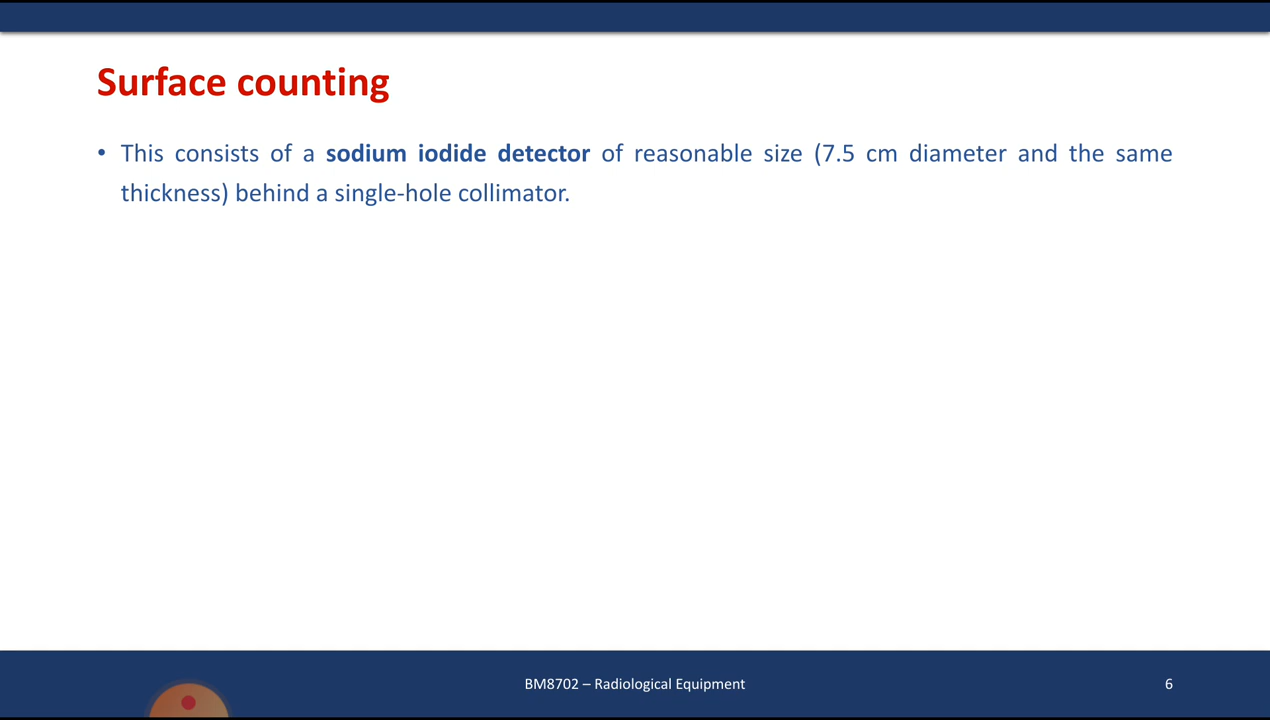 Surface counting
• This consists of a sodium iodide detector of reasonable size (7.5 cm diameter and the same
thickness) behind a single-hole collimator.
BM8702 – Radiological Equipment
6